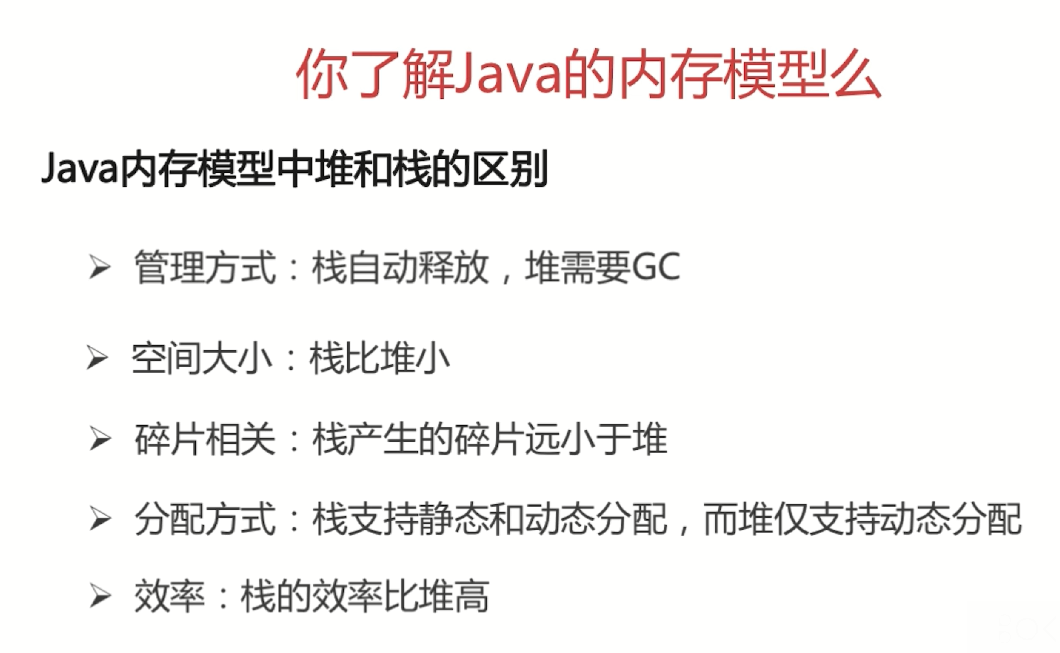 你了解Java的内存模型么
Java内存模型中堆和栈的区别
管理方式：栈自动释放，堆需要GC
空间大小：栈比堆小
碎片相关：栈产生的碎片远小于堆
分配方式：栈支持静态和动态分配，而堆仅支持动态分配
效率：栈的效率比堆高